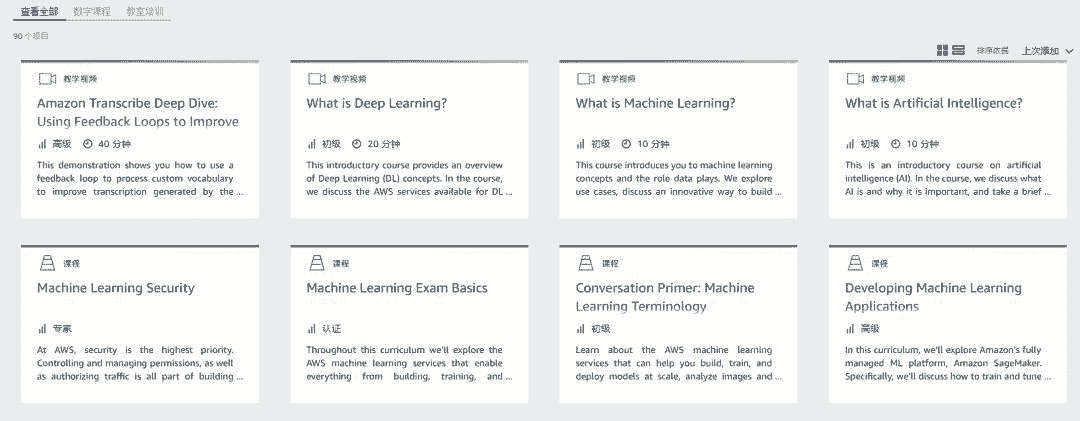 查看全部 数字课程 教室培训
90 个项目
排序依据 上次添加
教学视频
Amazon Transcribe Deep Dive:
Using Feedback Loops to Improve
高级 40 分钟
This demonstration shows you how to use a
feedback loop to process custom vocabulary
to improve transcription generated by the ...
教学视频
What is Deep Learning?
初级 20 分钟
This introductory course provides an overview
of Deep Learning (DL) concepts. In the course,
we discuss the AWS services available for DL ...
教学视频
What is Machine Learning?
初级 10 分钟
This course introduces you to machine learning
concepts and the role data plays. We explore
use cases, discuss an innovative way to build ...
教学视频
What is Artificial Intelligence?
初级 10 分钟
This is an introductory course on artificial
intelligence (AI). In the course, we discuss what
AI is and why it is important, and take a brief ...
课程
Machine Learning Security
专家
At AWS, security is the highest priority.
Controlling and managing permissions, as well
as authorizing traffic is all part of building ...
课程
Machine Learning Exam Basics
认证
Throughout this curriculum we'll explore the
AWS machine learning services that enable
everything from building, training, and ...
课程
Conversation Primer: Machine
Learning Terminology
初级
Learn about the AWS machine learning
services that can help you build, train, and
deploy models at scale, analyze images and ...
课程
Developing Machine Learning
Applications
高级
In this curriculum, we'll explore Amazon's fully
managed ML platform, Amazon SageMaker.
Specifically, we'll discuss how to train and tune ...